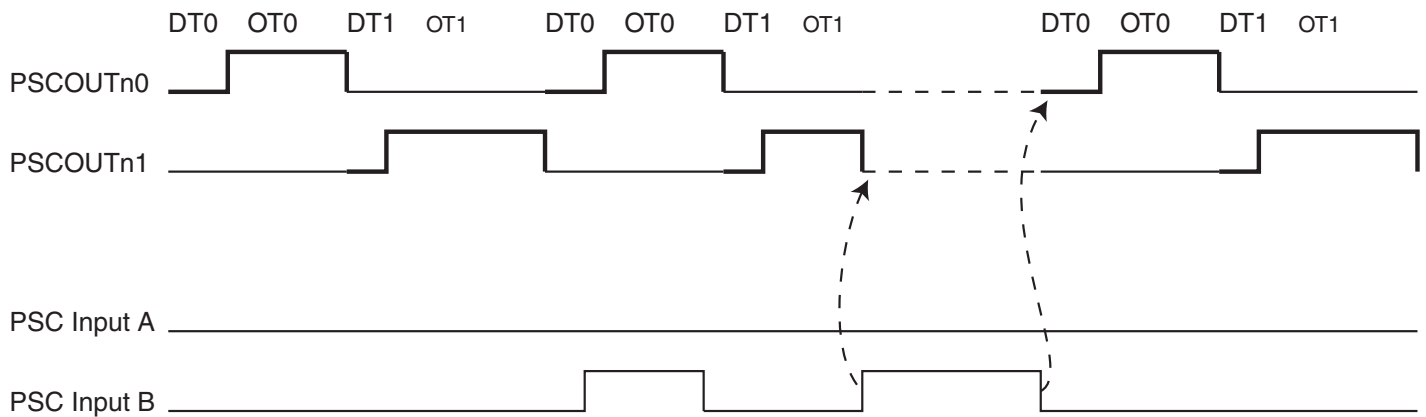 DT0 OT0 DT1 OT1 DT0 OT0 DT1 OT1 DT0 OT0 DT1 OT1
PSCOUTn0
PSCOUTn1
PSC Input A
PSC Input B